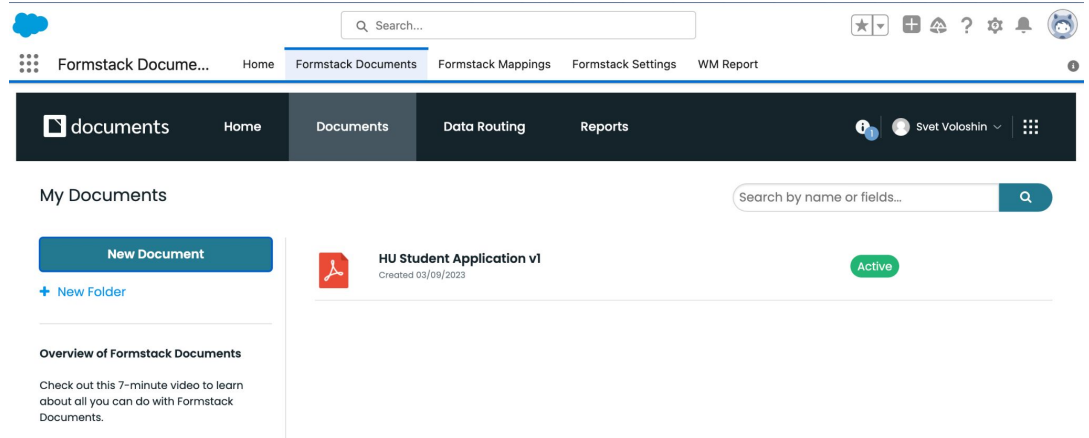 Search...
Formstack Docume...
Home
Formstack Documents
Formstack Mappings
Formstack Settings
WM Report
documents
Home
Documents
Data Routing
Reports
1
Svet Voloshin
My Documents
Search by name or fields...
New Document
+ New Folder
HU Student Application v1
Created 03/09/2023
Active
Overview of Formstack Documents
Check out this 7-minute video to learn
about all you can do with Formstack
Documents.